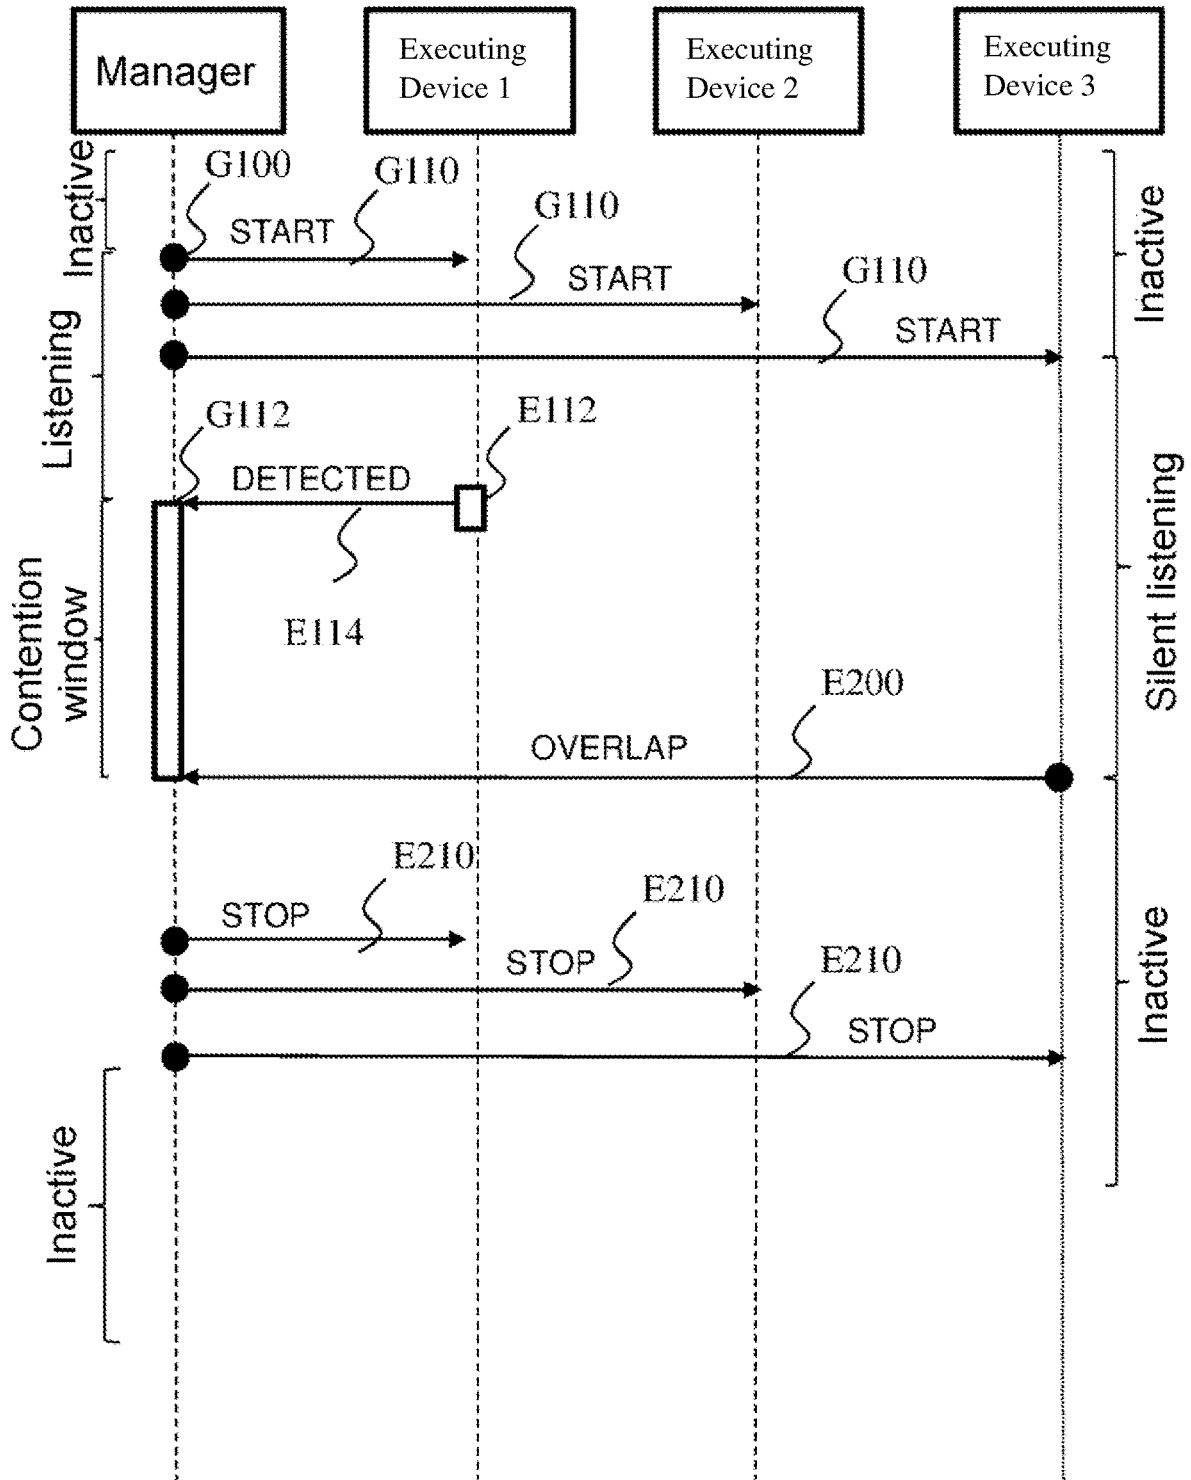 Manager
Executing
Device 1
Executing
Device 2
Executing
Device 3
Inactive
G100
G110
START
G110
START
G110
START
Inactive
Listening
G112
E112
DETECTED
E114
Contention
window
Silent listening
E200
OVERLAP
E210
STOP
E210
STOP
E210
STOP
Inactive
Inactive